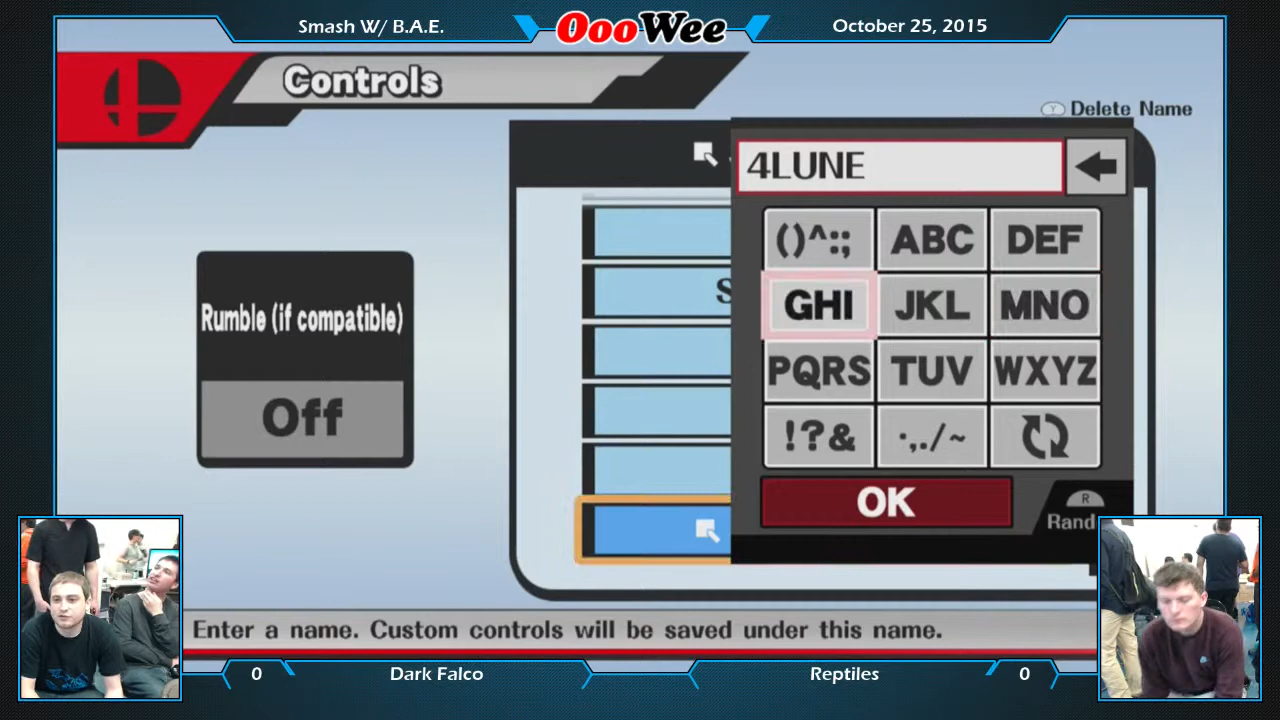 Smash W/ B.A.E.
OooWee
October 25, 2015
Controls
Y Delete Name
4LUNE
()^:; ABC DEF
GHI JKL MNO
PQRS TUV WXYZ
!?& ·,./~
OK
R
Rand
S
Rumble (if compatible)
Off
Enter a name. Custom controls will be saved under this name.
0 Dark Falco Reptiles 0